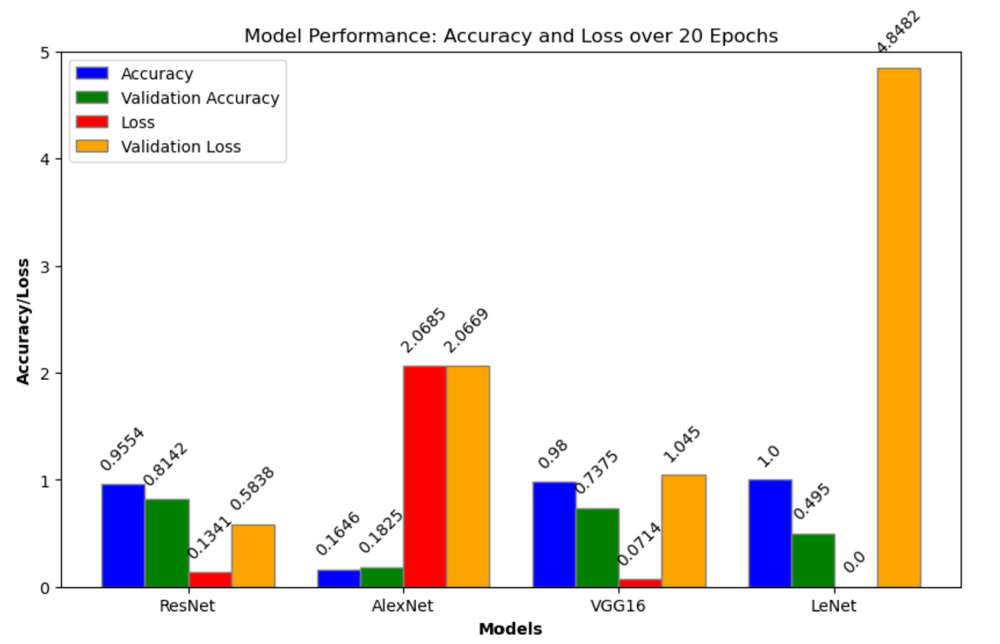 Model Performance: Accuracy and Loss over 20 Epochs
Accuracy
Validation Accuracy
Loss
Validation Loss
Accuracy/Loss
5
4
3
2
1
0
0.9554
0.8142
0.1341
0.5838
0.1646
0.1825
2.0685
2.0669
0.98
0.7375
0.0714
1.045
1.0
0.495
0.0
4.8482
ResNet
AlexNet
VGG16
LeNet
Models